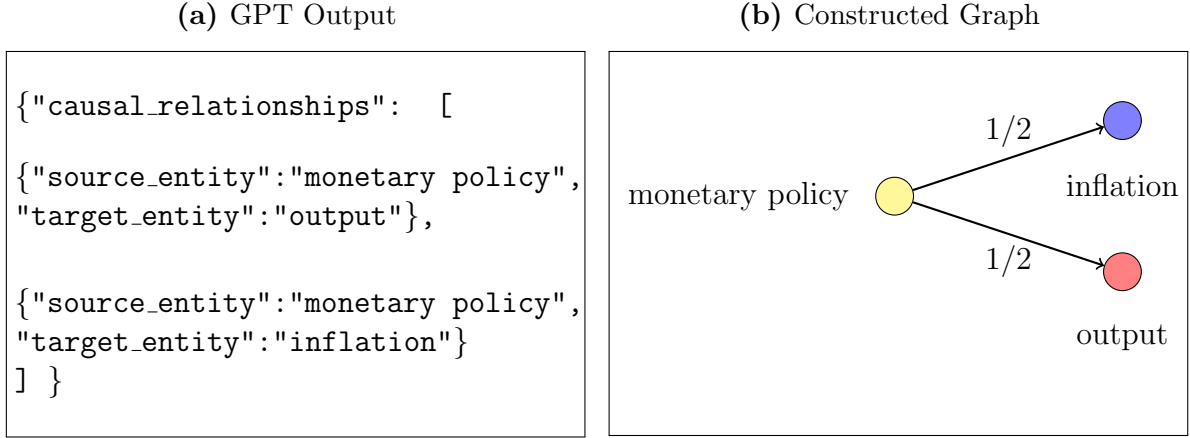 (a) GPT Output
{"causal_relationships":  [
{"source_entity":"monetary policy",
"target_entity":"output"},
{"source_entity":"monetary policy",
"target_entity":"inflation"}
] }
(b) Constructed Graph
1/2
inflation
monetary policy
1/2
output